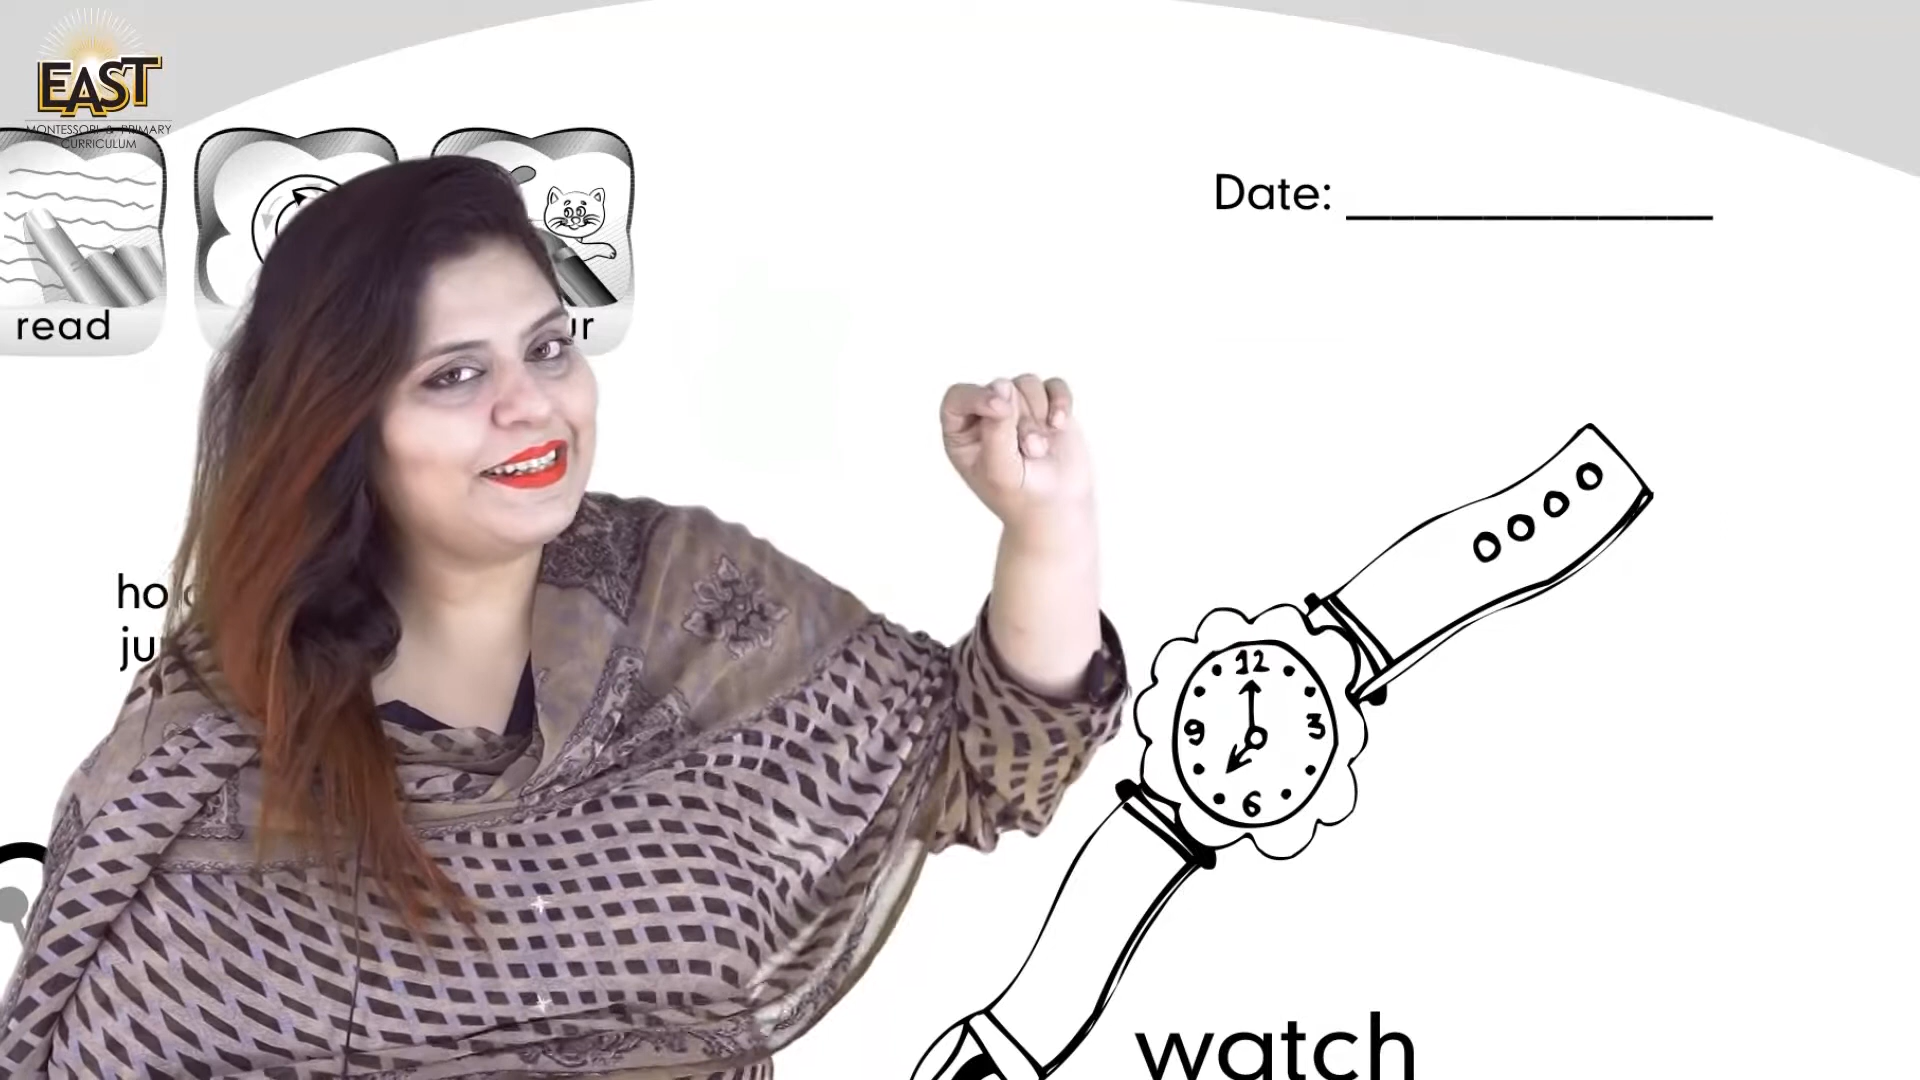 EAST
MONTESSORI & PRIMARY
CURRICULUM
Date:
read
12
9
3
6
watch